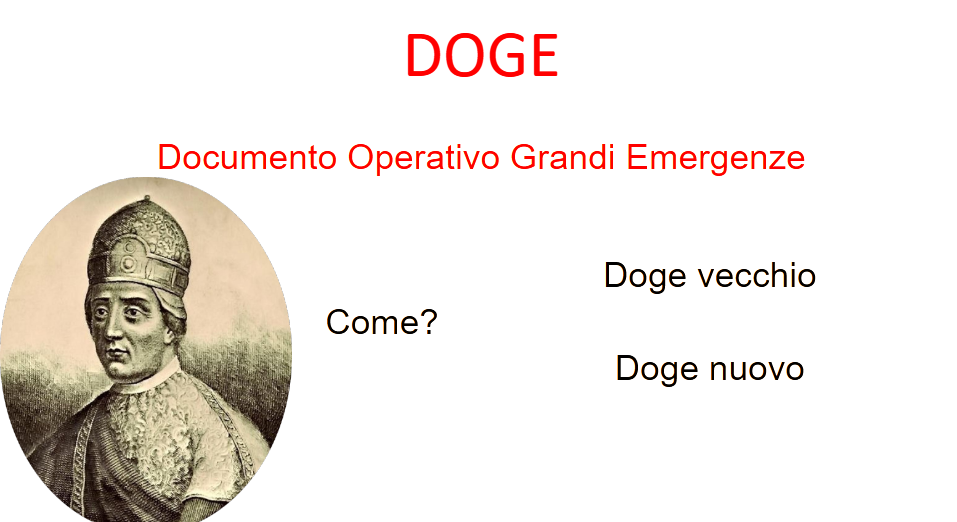 DOGE
Documento Operativo Grandi Emergenze
Doge vecchio
Come?
Doge nuovo